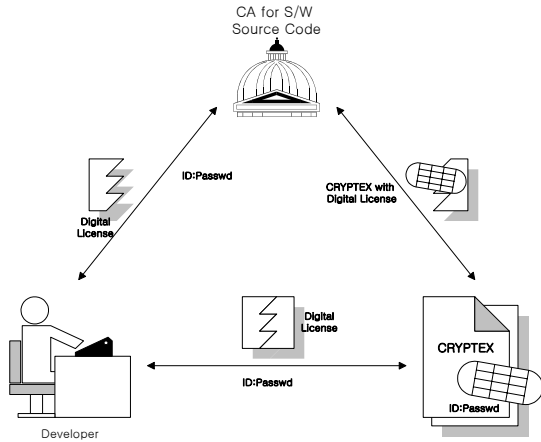 CA for S/W
Source Code
ID:Passwd
Digital
License
CRYPTEX with
Digital License
Digital
License
ID:Passwd
CRYPTEX
ID:Passwd
Developer